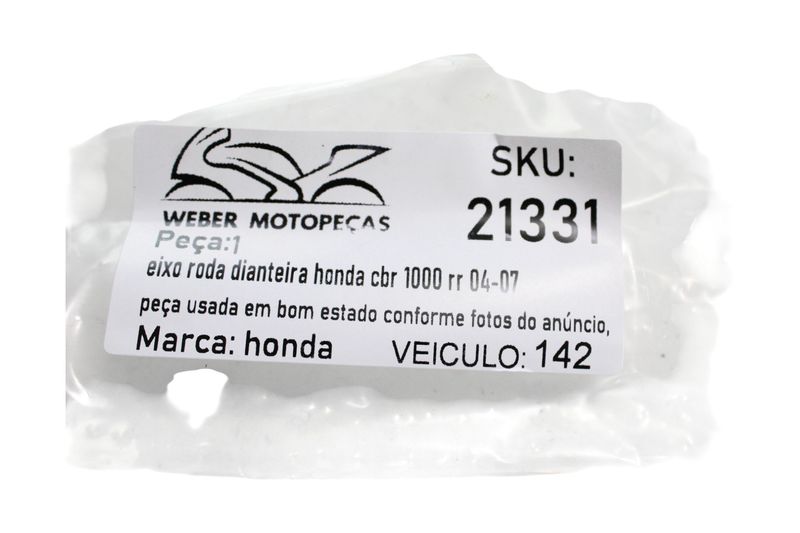 WEBER MOTOPEÇAS
SKU:
21331
Peça:1
eixo roda dianteira honda cbr 1000 rr 04-07
peça usada em bom estado conforme fotos do anúncio,
Marca: honda
VEICULO: 142